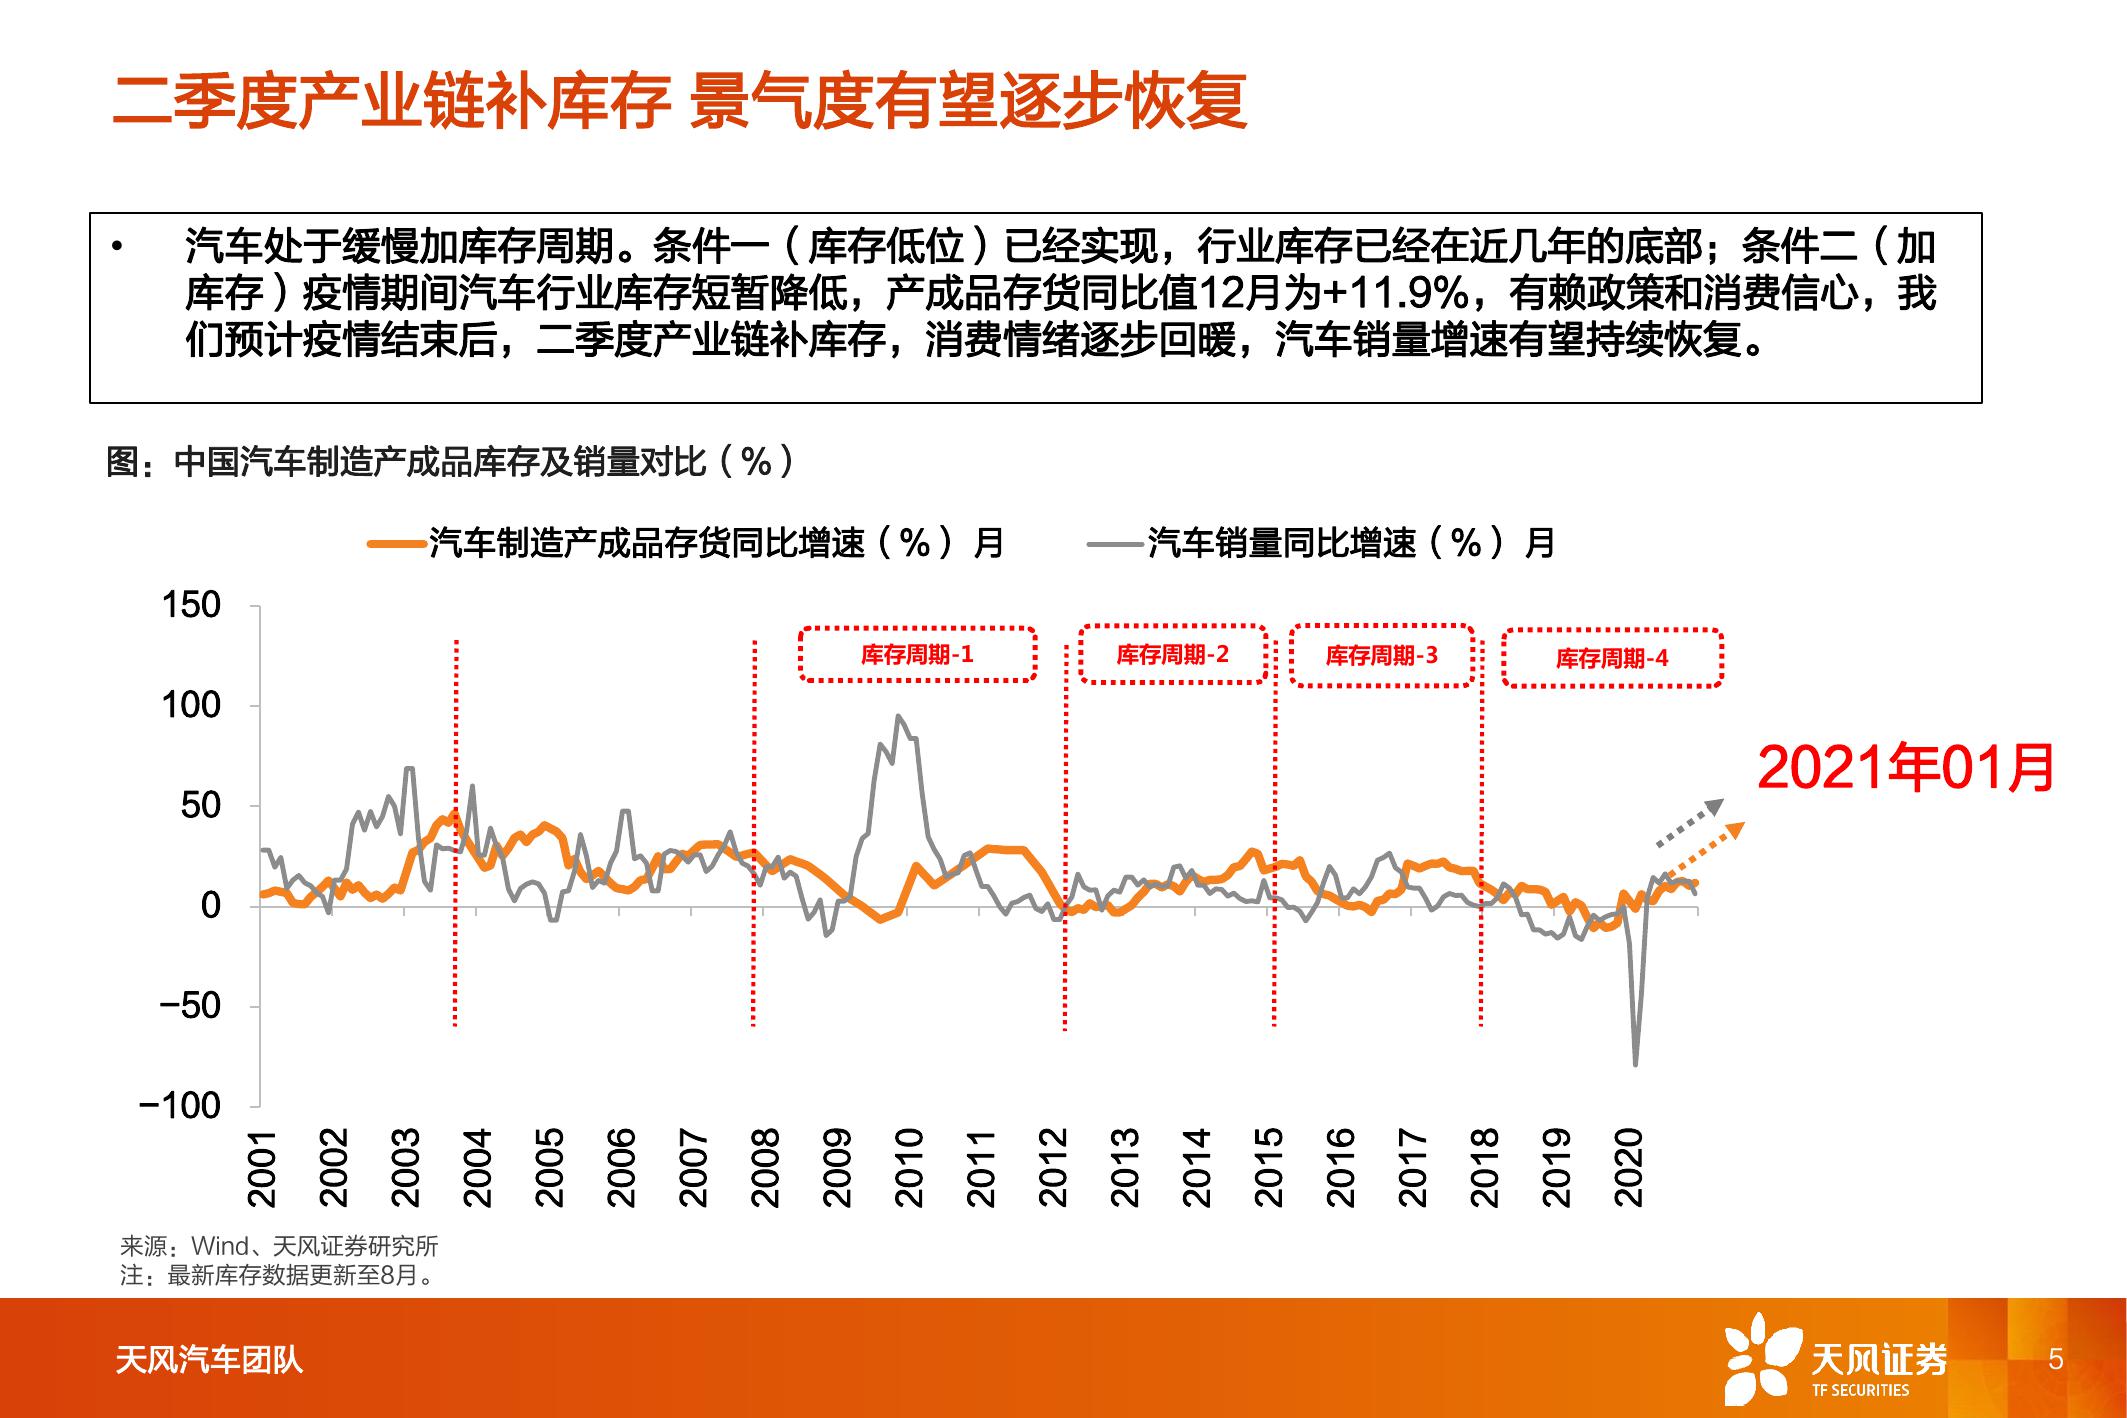 二季度产业链补库存 景气度有望逐步恢复
• 汽车处于缓慢加库存周期。条件一（库存低位）已经实现，行业库存已经在近几年的底部；条件二（加
库存）疫情期间汽车行业库存短暂降低，产成品存货同比值12月为+11.9%，有赖政策和消费信心，我
们预计疫情结束后，二季度产业链补库存，消费情绪逐步回暖，汽车销量增速有望持续恢复。
图：中国汽车制造产成品库存及销量对比（%）
汽车制造产成品存货同比增速（%）月
汽车销量同比增速（%）月
150
100
50
0
−50
−100
库存周期-1
库存周期-2
库存周期-3
库存周期-4
2021年01月
2001
2002
2003
2004
2005
2006
2007
2008
2009
2010
2011
2012
2013
2014
2015
2016
2017
2018
2019
2020
来源：Wind、天风证券研究所
注：最新库存数据更新至8月。
天风汽车团队
天风证券
TF SECURITIES
5